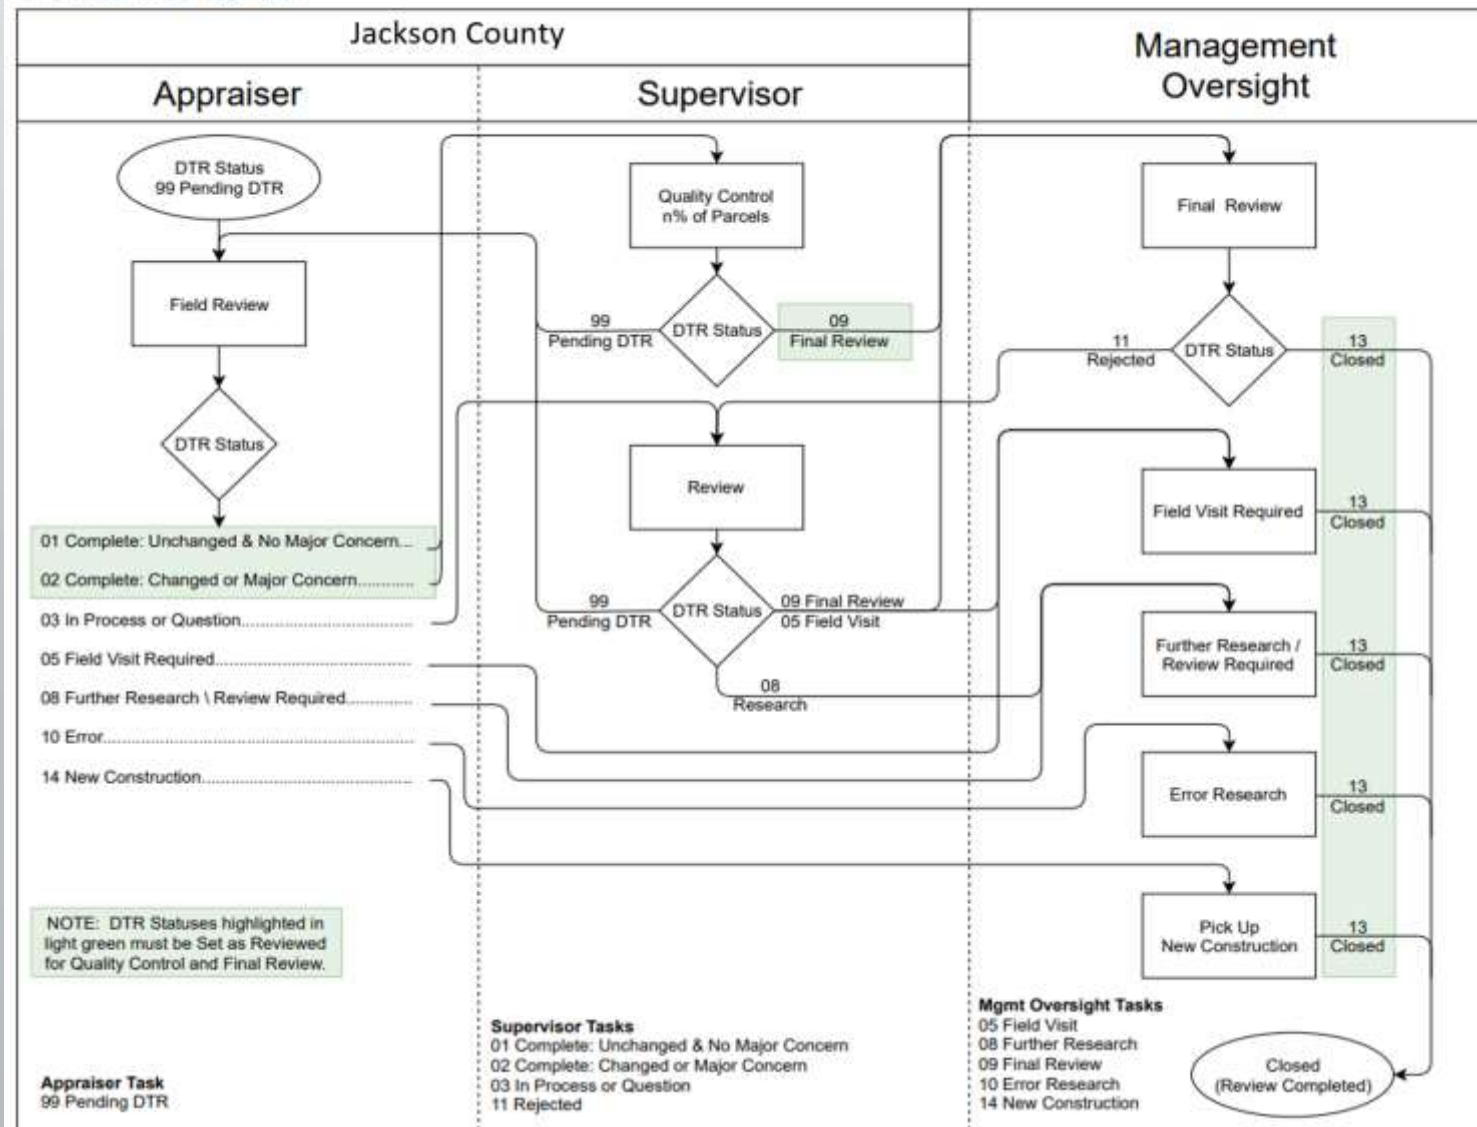 Jackson County
Management
Oversight
Appraiser
Supervisor
DTR Status
99 Pending DTR
Field Review
DTR Status
01 Complete: Unchanged & No Major Concern...
02 Complete: Changed or Major Concern............
03 In Process or Question....................................
05 Field Visit Required.........................................
08 Further Research \ Review Required..............
10 Error................................................................
14 New Construction............................................
NOTE: DTR Statuses highlighted in
light green must be Set as Reviewed
for Quality Control and Final Review.
Appraiser Task
99 Pending DTR
Quality Control
n% of Parcels
99
Pending DTR
DTR Status
09
Final Review
Review
99
Pending DTR
DTR Status
09 Final Review
05 Field Visit
08
Research
Supervisor Tasks
01 Complete: Unchanged & No Major Concern
02 Complete: Changed or Major Concern
03 In Process or Question
11 Rejected
Final Review
11
Rejected
DTR Status
13
Closed
Field Visit Required
13
Closed
Further Research /
Review Required
13
Closed
Error Research
13
Closed
Pick Up
New Construction
13
Closed
Mgmt Oversight Tasks
05 Field Visit
08 Further Research
09 Final Review
10 Error Research
14 New Construction
Closed
(Review Completed)